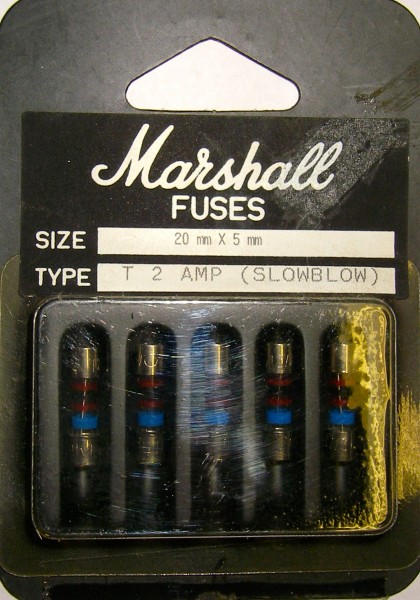 Marshall
FUSES
SIZE 20 mm X 5 mm
TYPE T 2 AMP (SLOWBLOW)